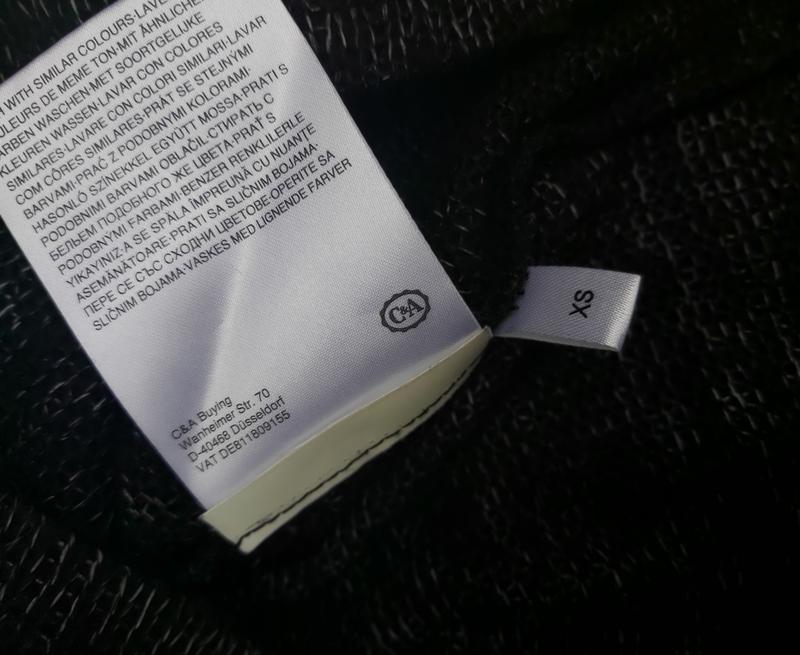 WITH SIMILAR COLOURS·LAVE
DE MEME TON·MIT ÄHNLICHE
WASCHEN·MET SOORTGELIJKE
KLEUREN WASSEN·LAVAR CON COLORES
SIMILARES·LAVARE CON COLORI SIMILARI·LAVAR
COM CÔRES SIMILARES·PRÁT SE STEJNÝMI
BARVAMI·PRAČ Z PODOBNYMI KOLORAMI·
HASONLÓ SZÍNEKKEL EGYÜTT MOSSA·PRATI S
PODOBNIMI BARVAMI OBLAČIL·СТИРАТЬ С
БЕЛЬЕМ ПОДОБНОГО ЖЕ ЦВЕТА·PRAŤ S
PODOBNYMI FARBAMI·BENZER RENKLILERLE
YIKAYINIZ·A SE SPĂLA ÎMPREUNĂ CU NUANȚE
ASEMĂNĂTOARE·PRATI SA SLIČNIM BOJAMA·
ПЕРЕ СЕ СЪС СХОДНИ ЦВЕТОВЕ·OPERITE SA
SLIČNIM BOJAMA·VASKES MED LIGNENDE FARVER
C&A
XS
C&A Buying
Wanheimer Str. 70
D-40468 Düsseldorf
VAT DE811809155